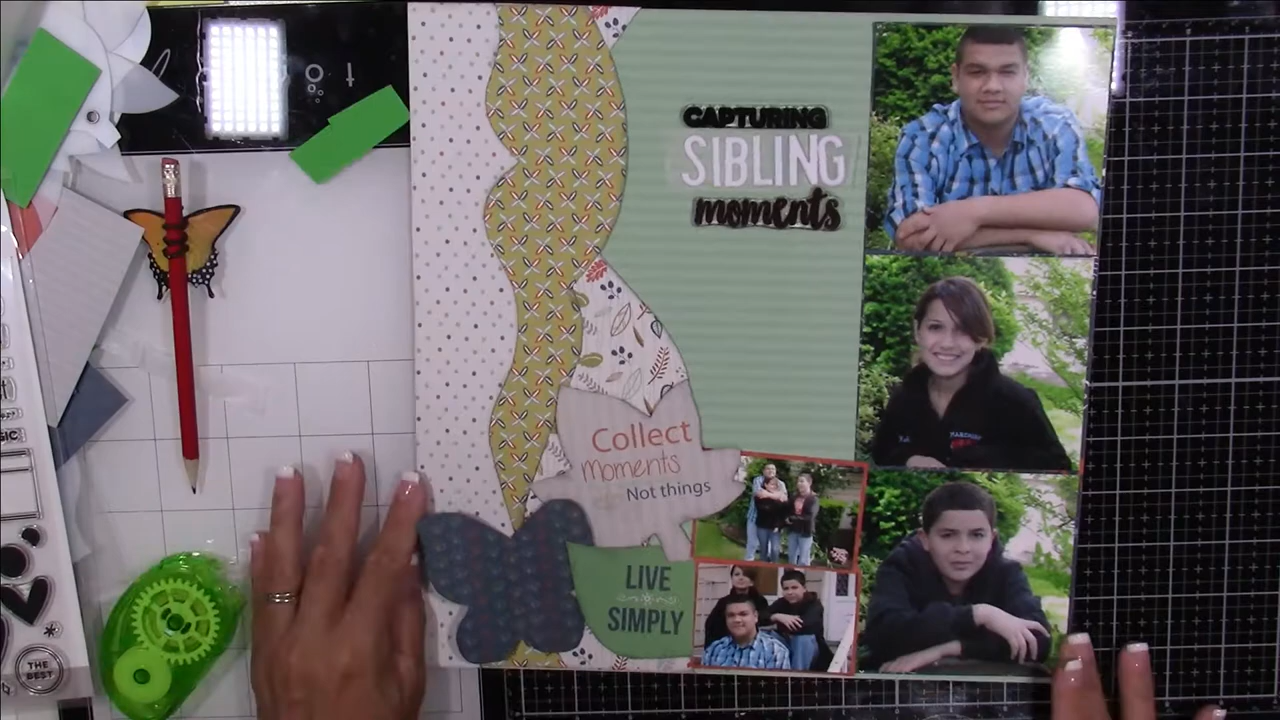 CAPTURING
SIBLING
moments
Collect
Moments
Not things
LIVE
SIMPLY
THE
BEST